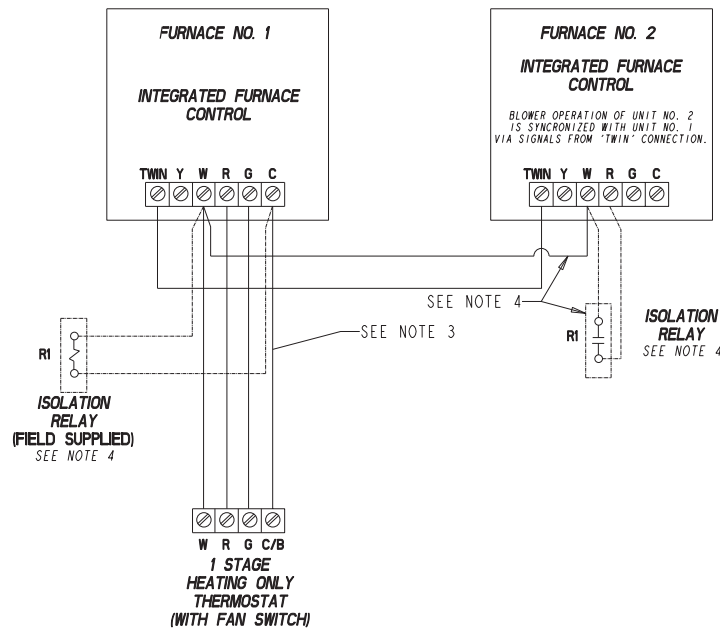 FURNACE NO. 1
INTEGRATED FURNACE
CONTROL
TWIN Y W R G C
FURNACE NO. 2
INTEGRATED FURNACE
CONTROL
BLOWER OPERATION OF UNIT NO. 2
IS SYNCRONIZED WITH UNIT NO. 1
VIA SIGNALS FROM 'TWIN' CONNECTION.
TWIN Y W R G C
SEE NOTE 4
SEE NOTE 3
R1
ISOLATION
RELAY
(FIELD SUPPLIED)
SEE NOTE 4
R1
ISOLATION
RELAY
SEE NOTE 4
W R G C/B
1 STAGE
HEATING ONLY
THERMOSTAT
(WITH FAN SWITCH)